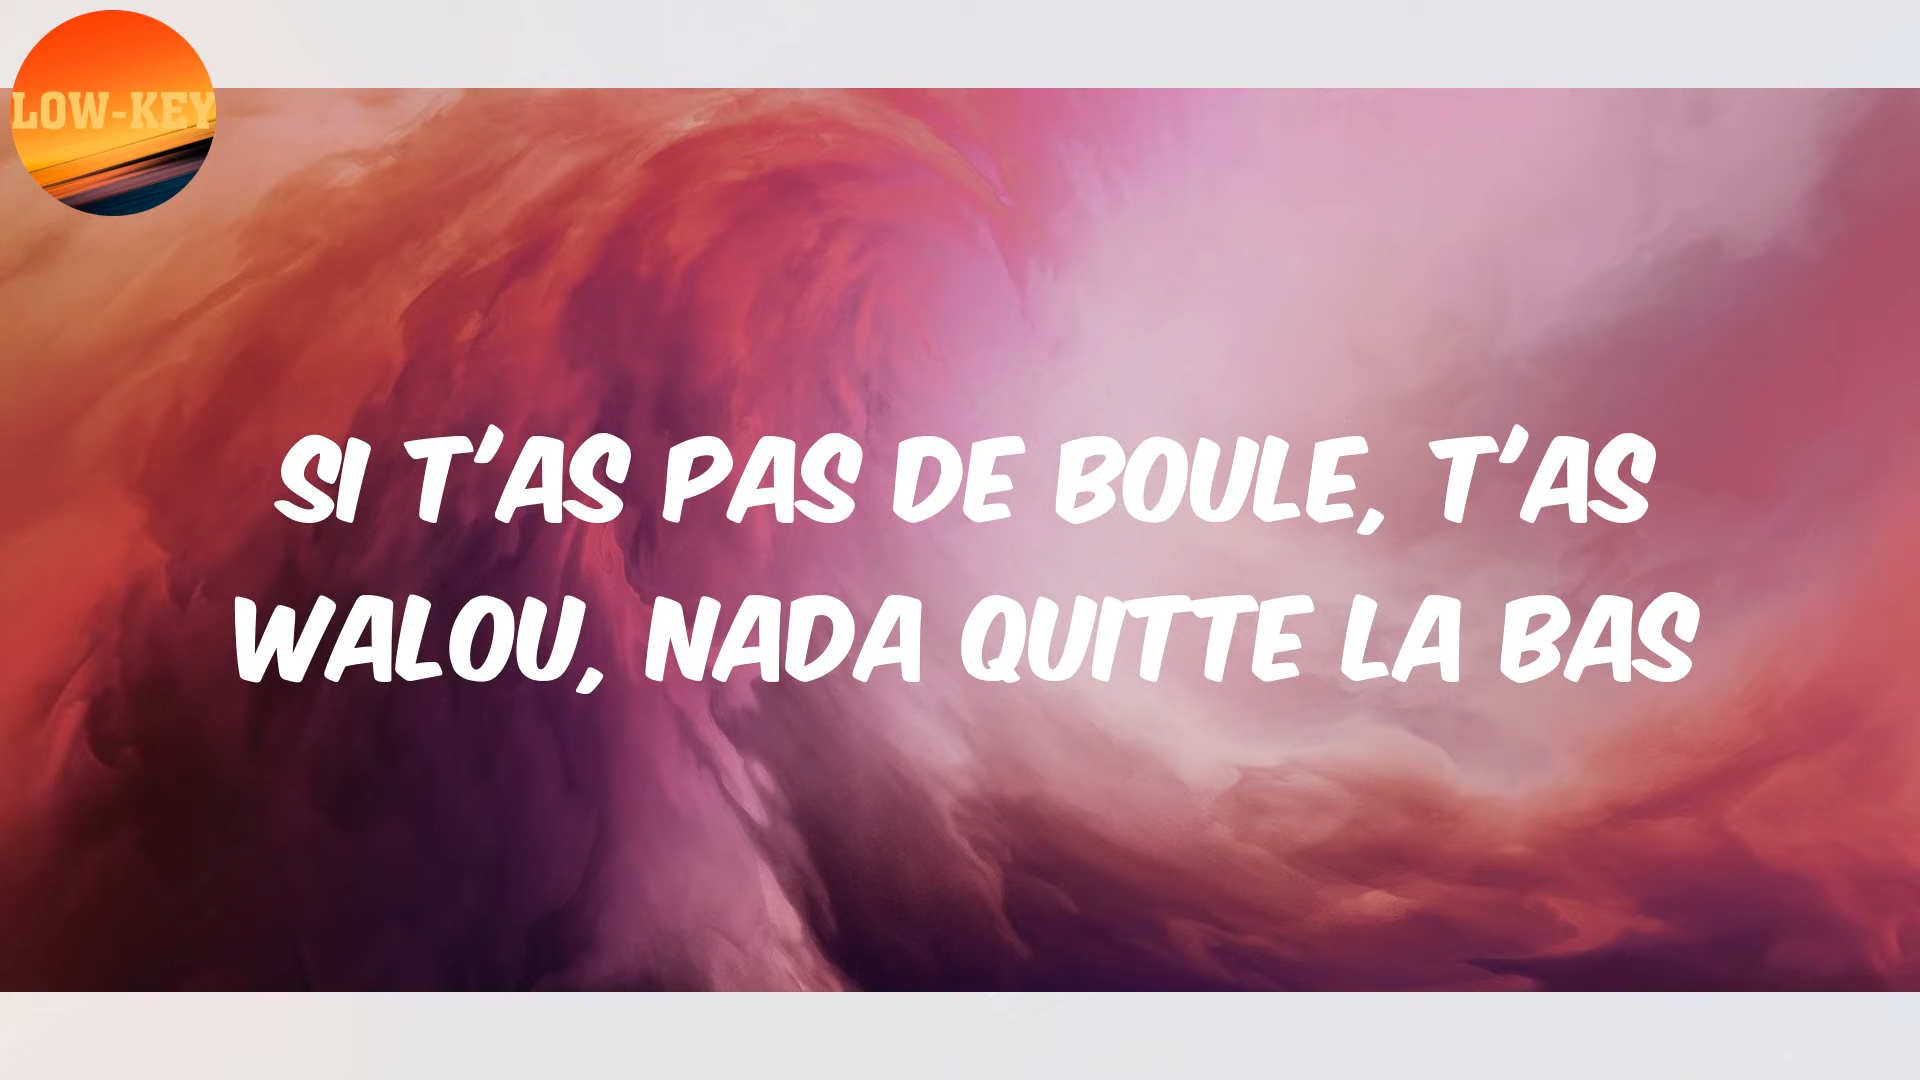 LOW-KEY
SI T'AS PAS DE BOULE, T'AS
WALOU, NADA QUITTE LA BAS